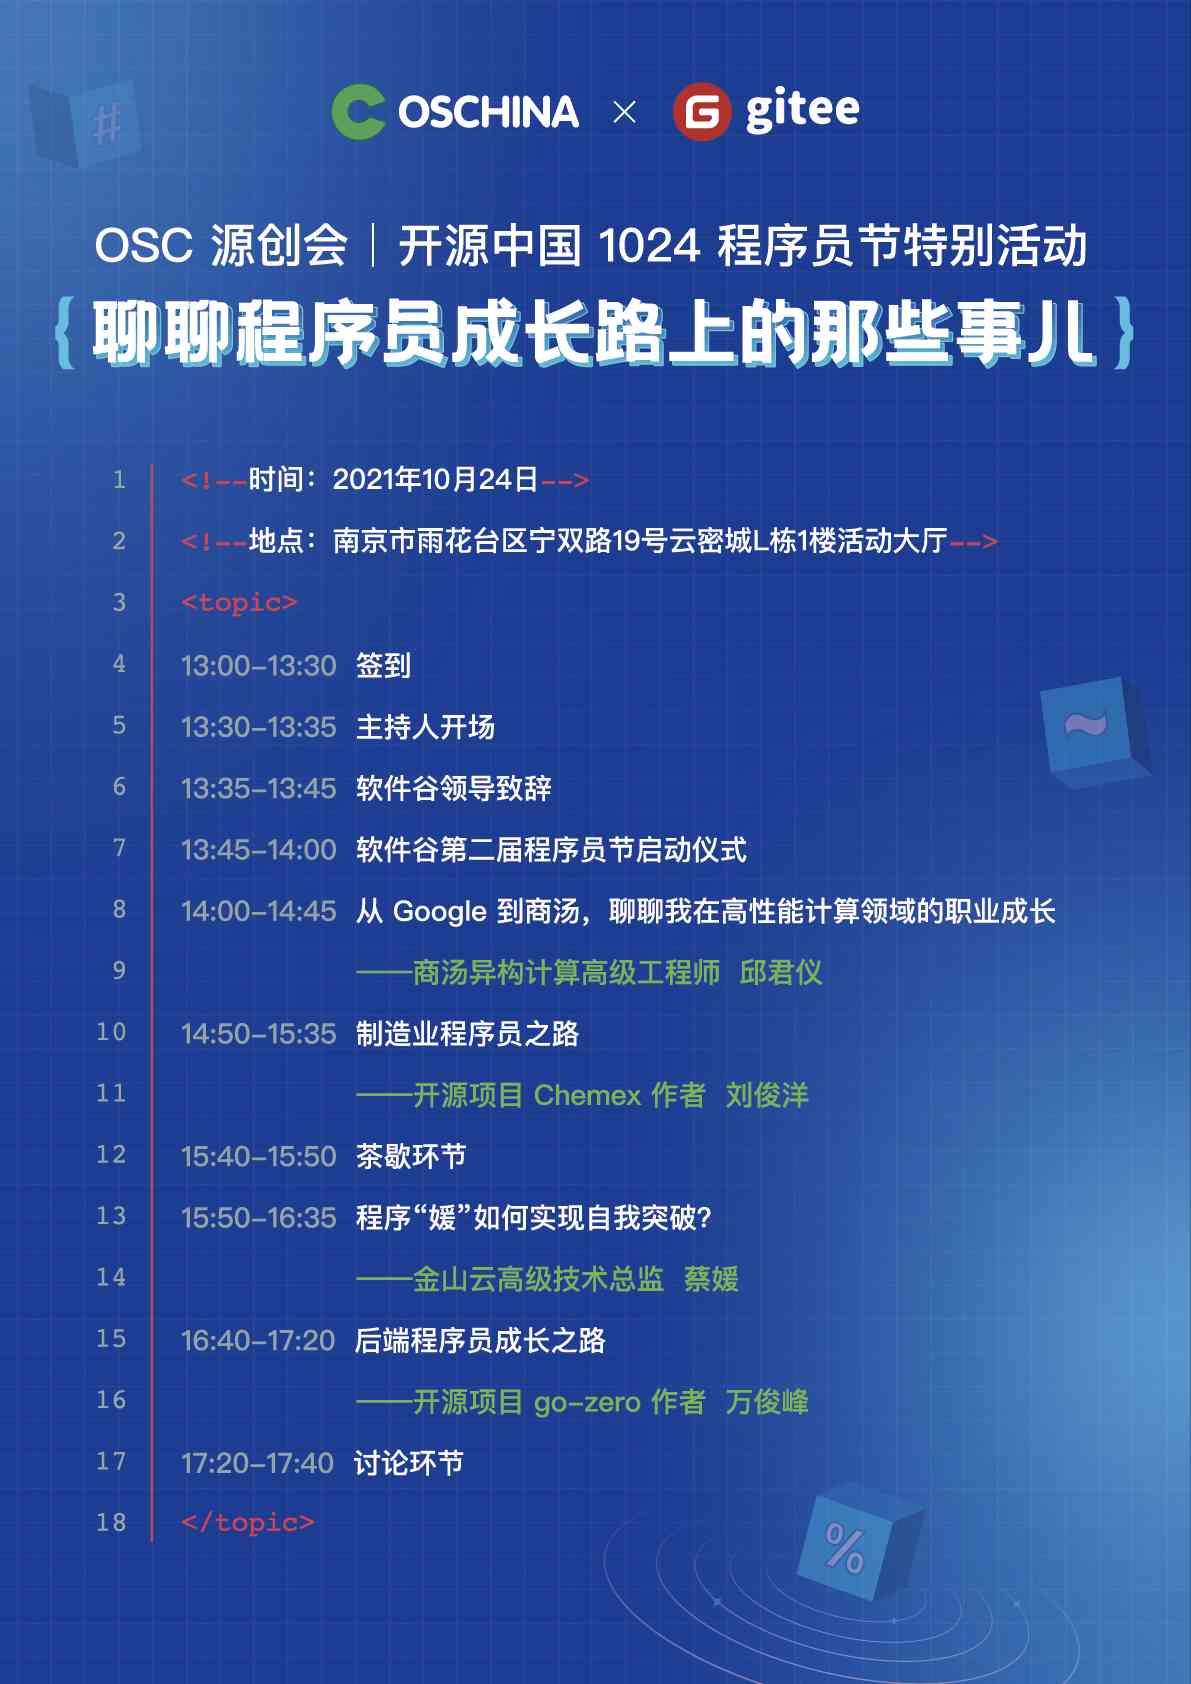 OSCHINA × gitee
OSC 源创会｜开源中国 1024 程序员节特别活动
{ 聊聊程序员成长路上的那些事儿 }
1 <!--时间：2021年10月24日-->
2 <!--地点：南京市雨花台区宁双路19号云密城L栋1楼活动大厅-->
3 <topic>
4 13:00-13:30 签到
5 13:30-13:35 主持人开场
6 13:35-13:45 软件谷领导致辞
7 13:45-14:00 软件谷第二届程序员节启动仪式
8 14:00-14:45 从 Google 到商汤，聊聊我在高性能计算领域的职业成长
9 ——商汤异构计算高级工程师 邱君仪
10 14:50-15:35 制造业程序员之路
11 ——开源项目 Chemex 作者 刘俊洋
12 15:40-15:50 茶歇环节
13 15:50-16:35 程序“媛”如何实现自我突破？
14 ——金山云高级技术总监 蔡媛
15 16:40-17:20 后端程序员成长之路
16 ——开源项目 go-zero 作者 万俊峰
17 17:20-17:40 讨论环节
18 </topic>
#
~
%